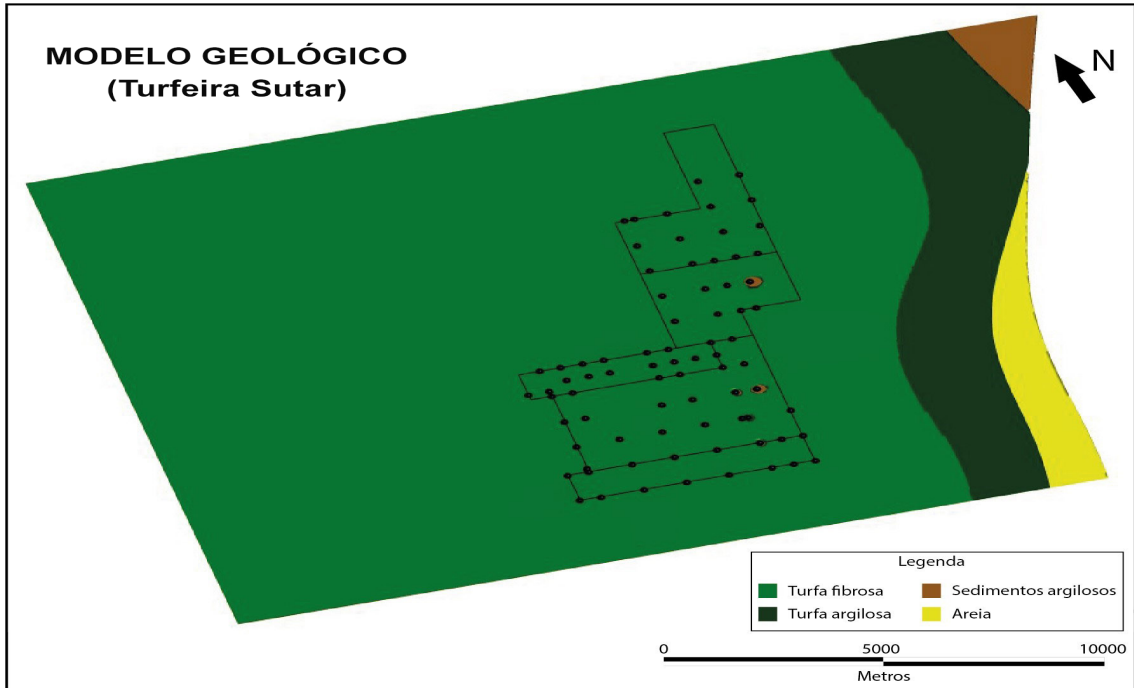 MODELO GEOLÓGICO
(Turfeira Sutar)
N
Legenda
Turfa fibrosa
Sedimentos argilosos
Turfa argilosa
Areia
0 5000 10000
Metros